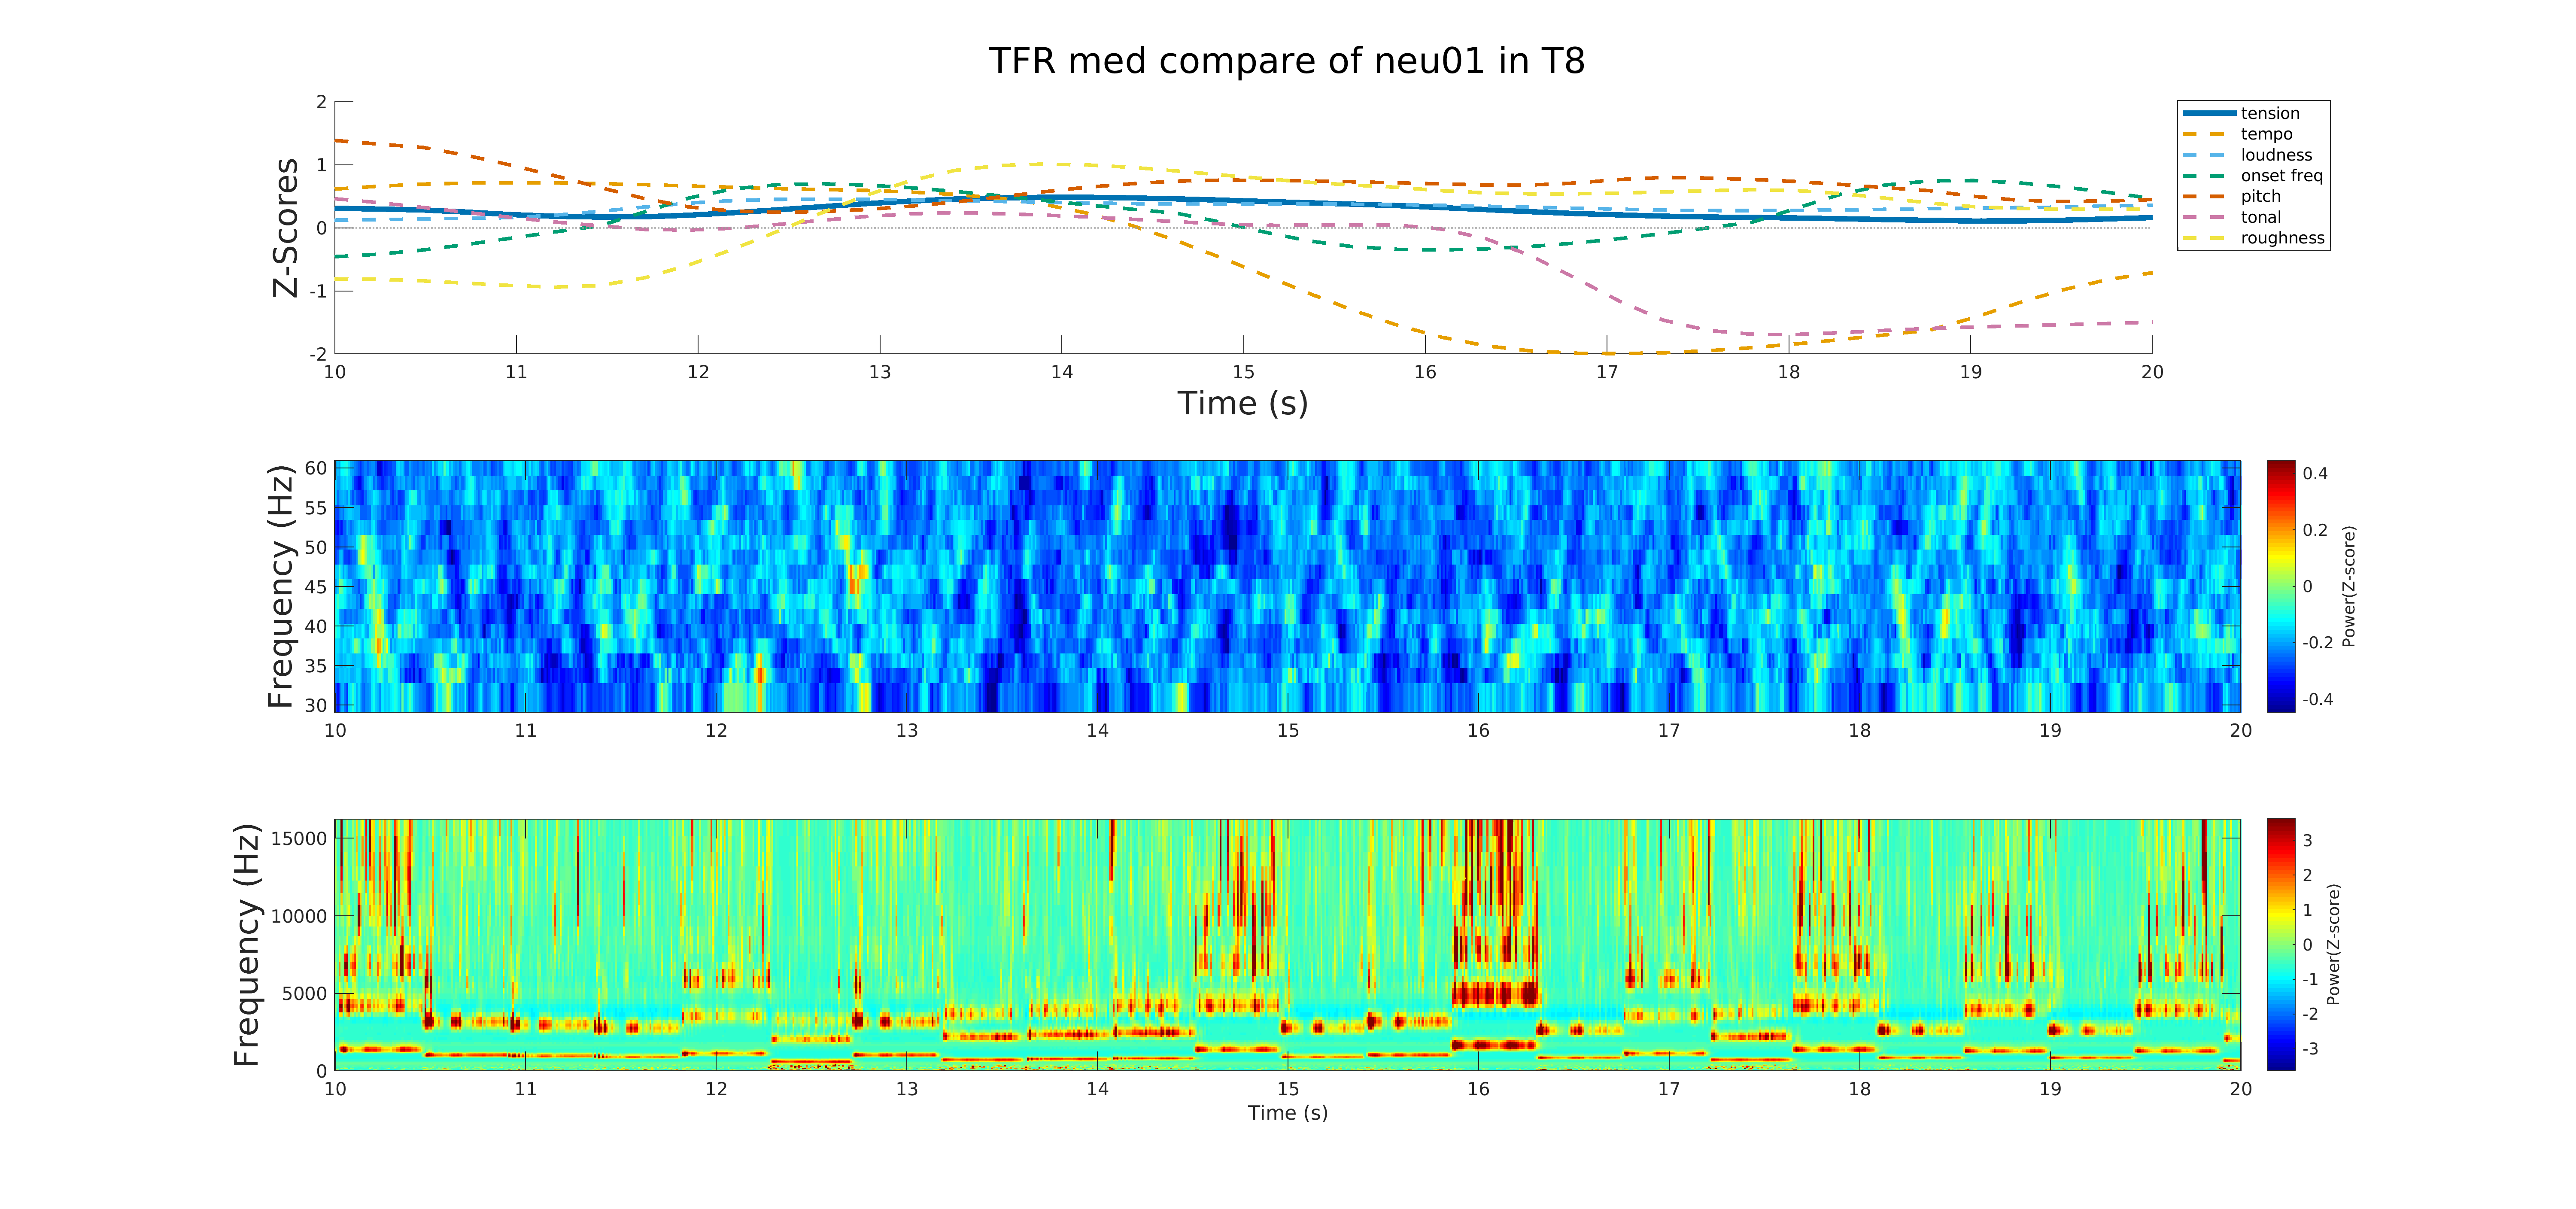 TFR med compare of neu01 in T8
Z-Scores
2
1
0
-1
-2
10 11 12 13 14 15 16 17 18 19 20
Time (s)
tension
tempo
loudness
onset freq
pitch
tonal
roughness
Frequency (Hz)
60
55
50
45
40
35
30
10 11 12 13 14 15 16 17 18 19 20
0.4
0.2
0
-0.2
-0.4
Power(Z-score)
Frequency (Hz)
15000
10000
5000
0
10 11 12 13 14 15 16 17 18 19 20
Time (s)
3
2
1
0
-1
-2
-3
Power(Z-score)